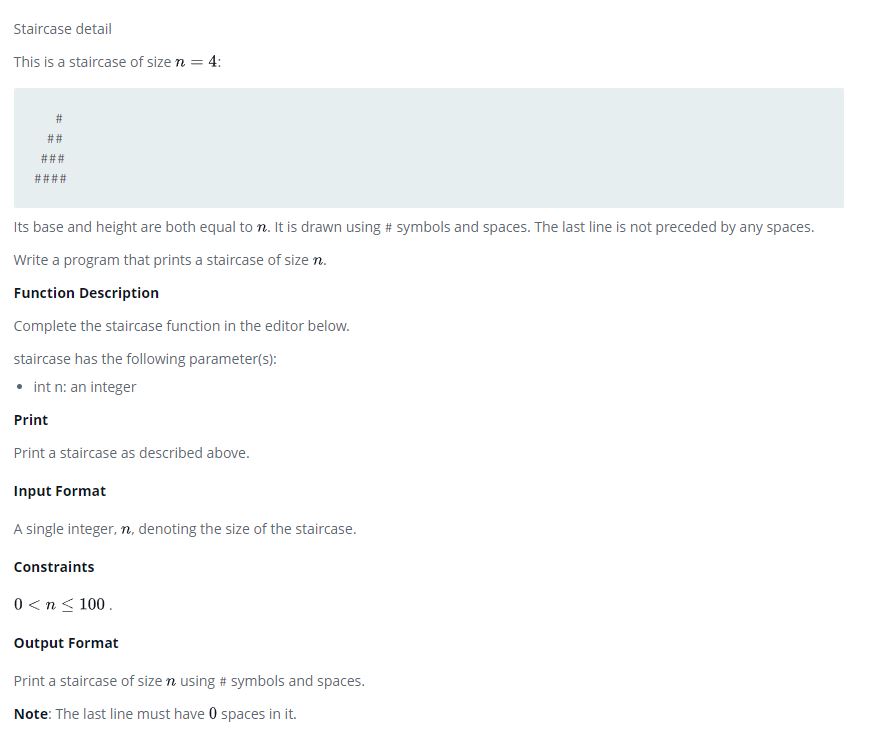 Staircase detail
This is a staircase of size n = 4:
   #
  ##
 ###
####
Its base and height are both equal to n. It is drawn using # symbols and spaces. The last line is not preceded by any spaces.
Write a program that prints a staircase of size n.
Function Description
Complete the staircase function in the editor below.
staircase has the following parameter(s):
• int n: an integer
Print
Print a staircase as described above.
Input Format
A single integer, n, denoting the size of the staircase.
Constraints
0 < n ≤ 100 .
Output Format
Print a staircase of size n using # symbols and spaces.
Note: The last line must have 0 spaces in it.